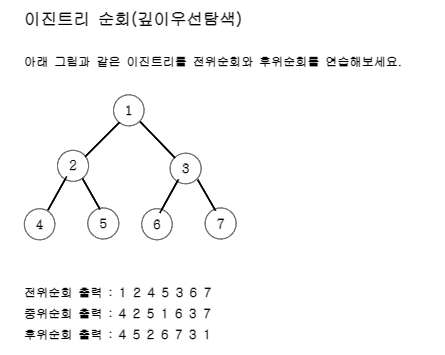 이진트리 순회(깊이우선탐색)
아래 그림과 같은 이진트리를 전위순회와 후위순회를 연습해보세요.
1
2 3
4 5 6 7
전위순회 출력 : 1 2 4 5 3 6 7
중위순회 출력 : 4 2 5 1 6 3 7
후위순회 출력 : 4 5 2 6 7 3 1